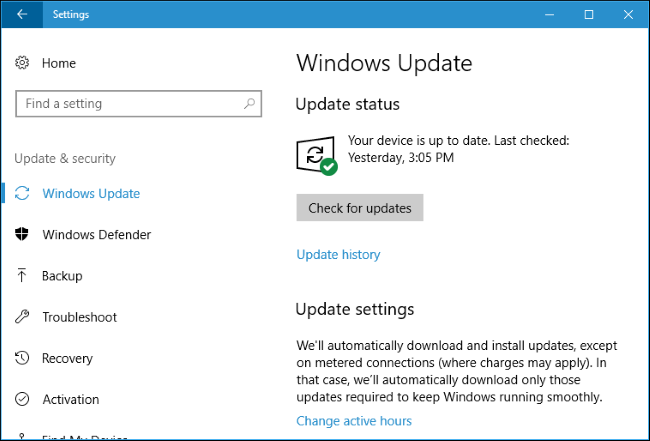 Settings
Home
Find a setting
Update & security
Windows Update
Windows Defender
Backup
Troubleshoot
Recovery
Activation
Find My Device
Windows Update
Update status
Your device is up to date. Last checked:
Yesterday, 3:05 PM
Check for updates
Update history
Update settings
We'll automatically download and install updates, except
on metered connections (where charges may apply). In
that case, we'll automatically download only those
updates required to keep Windows running smoothly.
Change active hours